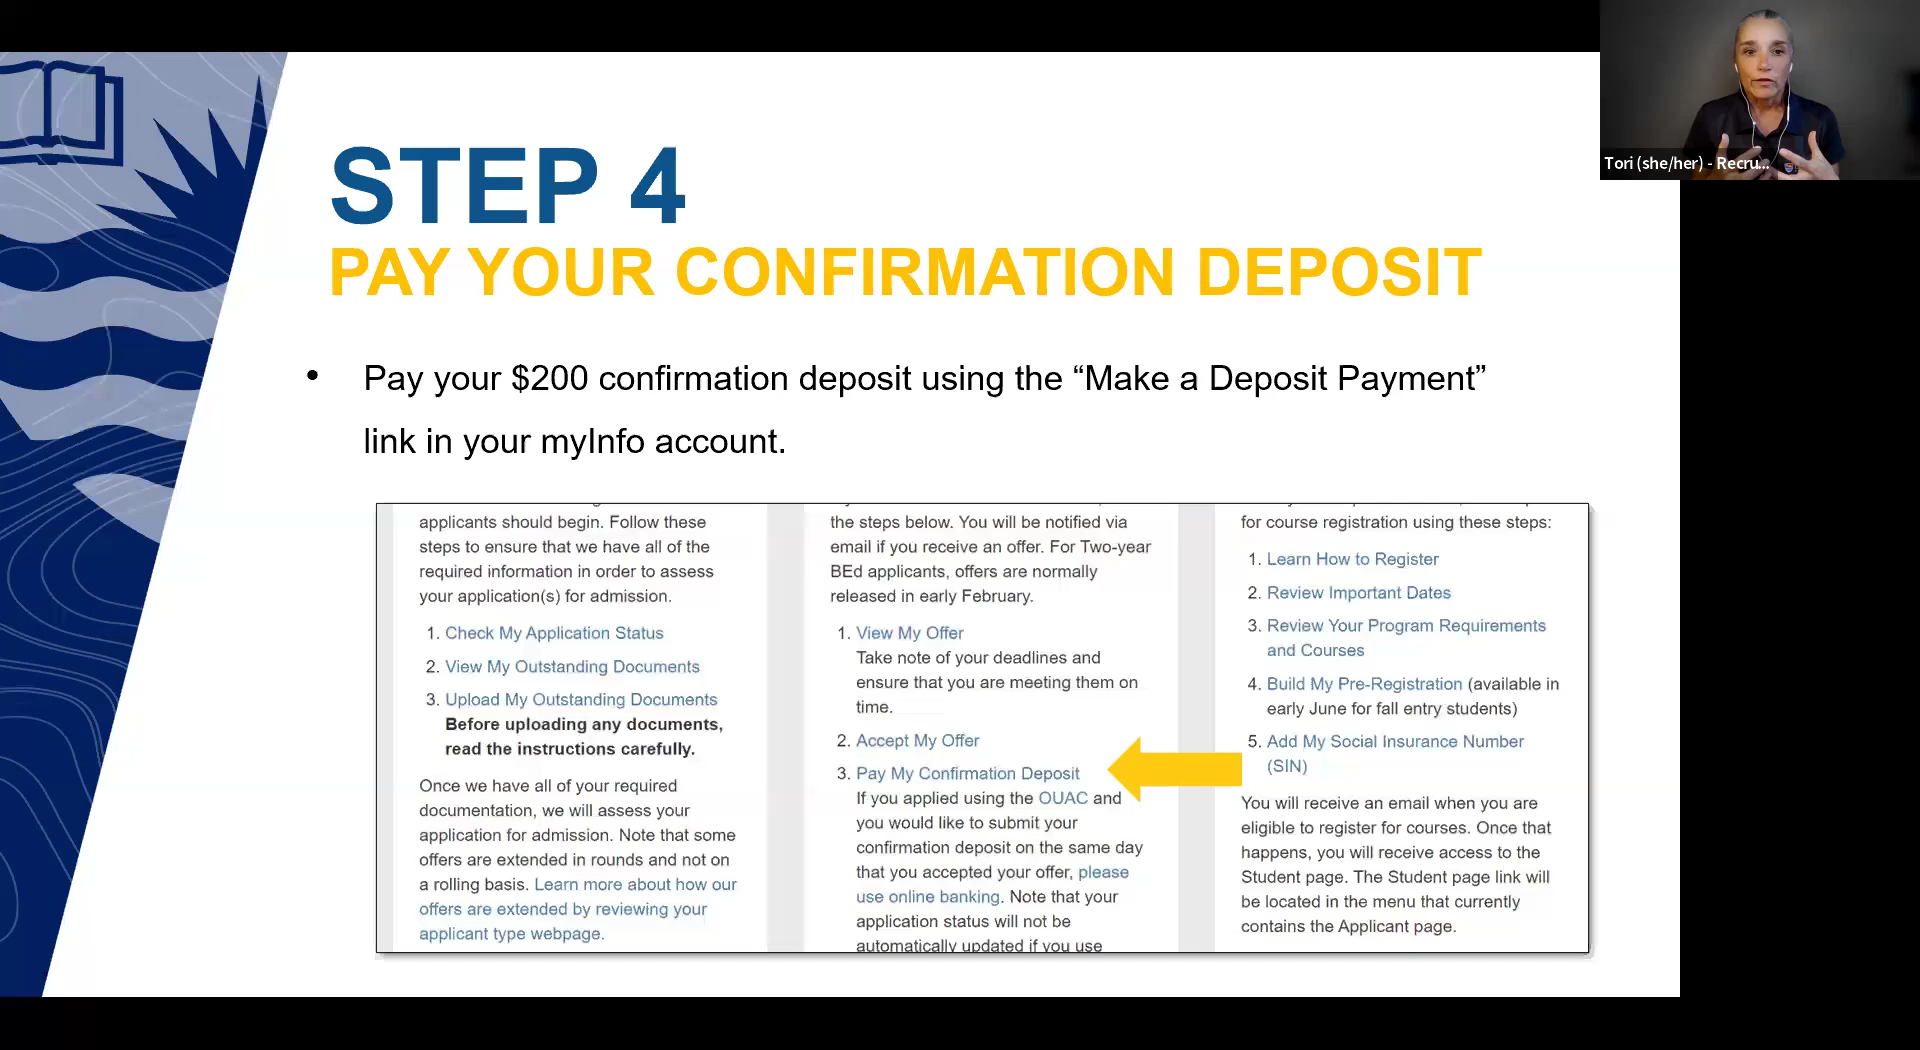 Tori (she/her) - Recru...
STEP 4
PAY YOUR CONFIRMATION DEPOSIT
• Pay your $200 confirmation deposit using the “Make a Deposit Payment”
link in your myInfo account.
applicants should begin. Follow these
steps to ensure that we have all of the
required information in order to assess
your application(s) for admission.
1. Check My Application Status
2. View My Outstanding Documents
3. Upload My Outstanding Documents
Before uploading any documents,
read the instructions carefully.
Once we have all of your required
documentation, we will assess your
application for admission. Note that some
offers are extended in rounds and not on
a rolling basis. Learn more about how our
offers are extended by reviewing your
applicant type webpage.
the steps below. You will be notified via
email if you receive an offer. For Two-year
BEd applicants, offers are normally
released in early February.
1. View My Offer
Take note of your deadlines and
ensure that you are meeting them on
time.
2. Accept My Offer
3. Pay My Confirmation Deposit
If you applied using the OUAC and
you would like to submit your
confirmation deposit on the same day
that you accepted your offer, please
use online banking. Note that your
application status will not be
automatically updated if you use
for course registration using these steps:
1. Learn How to Register
2. Review Important Dates
3. Review Your Program Requirements
and Courses
4. Build My Pre-Registration (available in
early June for fall entry students)
5. Add My Social Insurance Number
(SIN)
You will receive an email when you are
eligible to register for courses. Once that
happens, you will receive access to the
Student page. The Student page link will
be located in the menu that currently
contains the Applicant page.